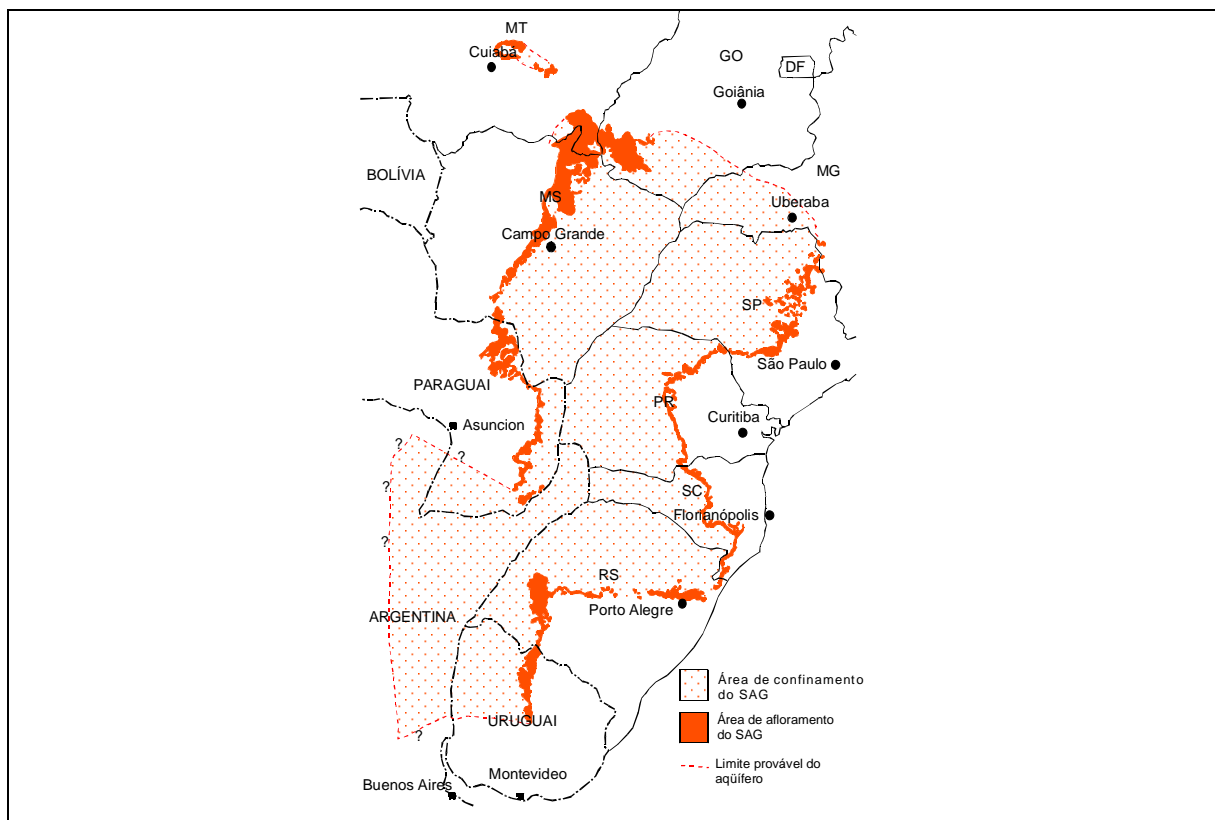 MT
Cuiabá
GO
DF
Goiânia
BOLÍVIA
MG
MS
Uberaba
Campo Grande
SP
São Paulo
PARAGUAI
PR
Curitiba
Asuncion
?
?
?
SC
Florianópolis
?
RS
Porto Alegre
ARGENTINA
URUGUAI
?
Montevideo
Buenos Aires
Área de confinamento
do SAG
Área de afloramento
do SAG
Limite provável do
aqüífero